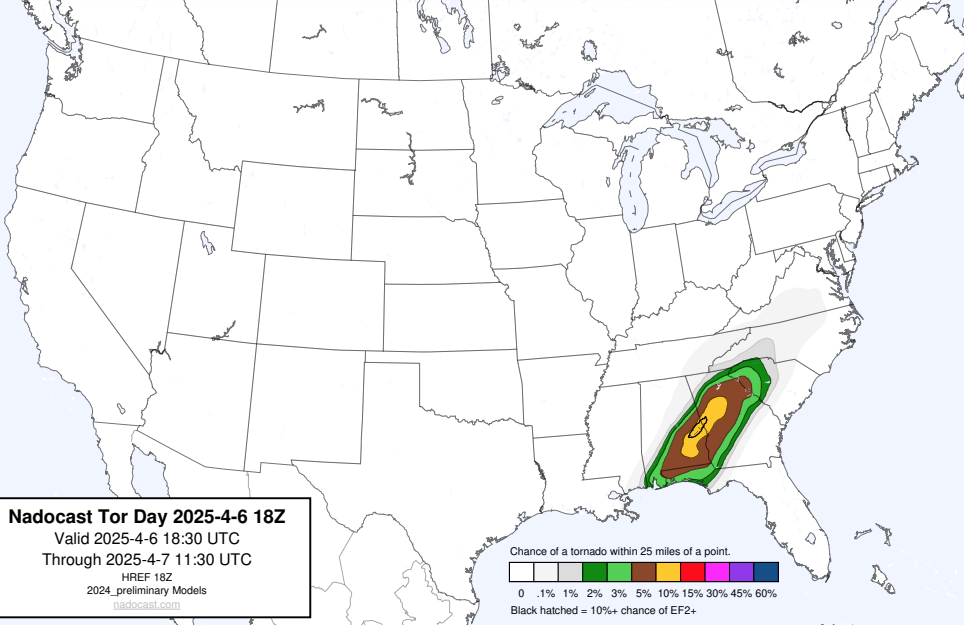 Nadocast Tor Day 2025-4-6 18Z
Valid 2025-4-6 18:30 UTC
Through 2025-4-7 11:30 UTC
HREF 18Z
2024_preliminary Models
nadocast.com
Chance of a tornado within 25 miles of a point.
0 .1% 1% 2% 3% 5% 10% 15% 30% 45% 60%
Black hatched = 10%+ chance of EF2+